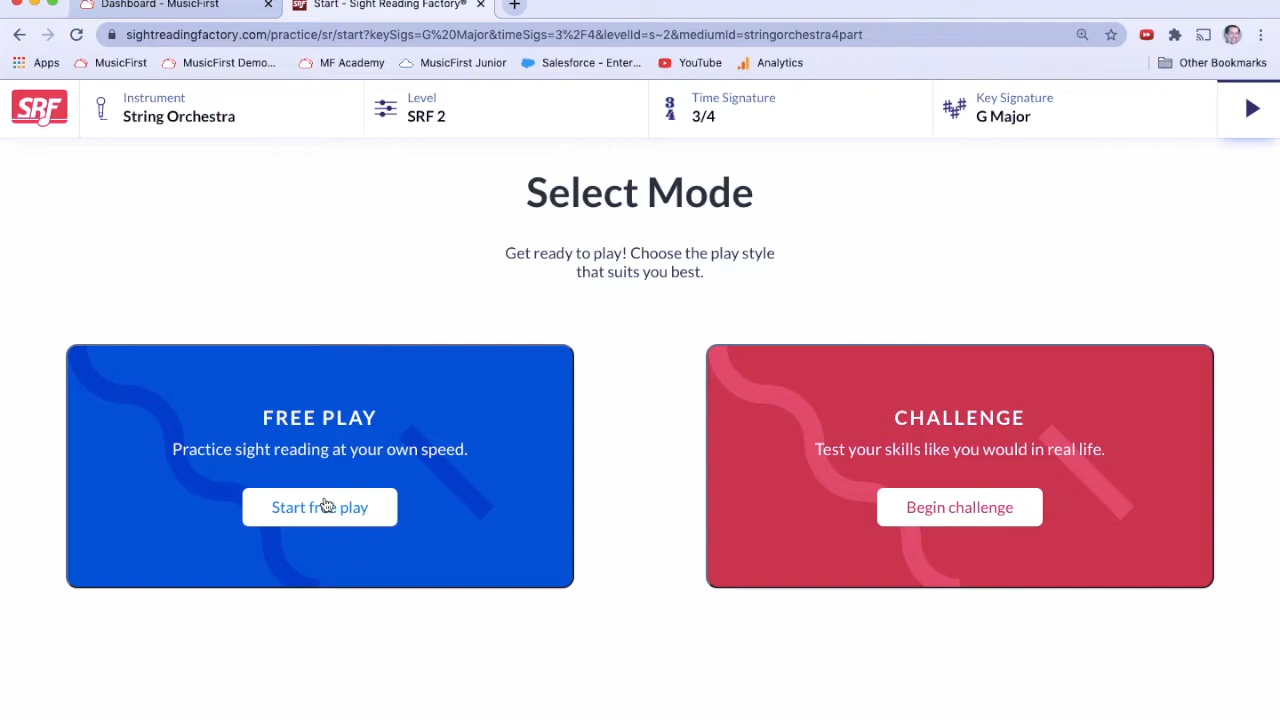 Dashboard - MusicFirst
Start - Sight Reading Factory®
sightreadingfactory.com/practice/sr/start?keySigs=G%20Major&timeSigs=3%2F4&levelId=s~2&mediumId=stringorchestra4part
Apps MusicFirst MusicFirst Demo... MF Academy MusicFirst Junior Salesforce - Enter... YouTube Analytics Other Bookmarks
SRF
Instrument
String Orchestra
Level
SRF 2
3
4
Time Signature
3/4
Key Signature
G Major
Select Mode
Get ready to play! Choose the play style
that suits you best.
FREE PLAY
Practice sight reading at your own speed.
Start free play
CHALLENGE
Test your skills like you would in real life.
Begin challenge